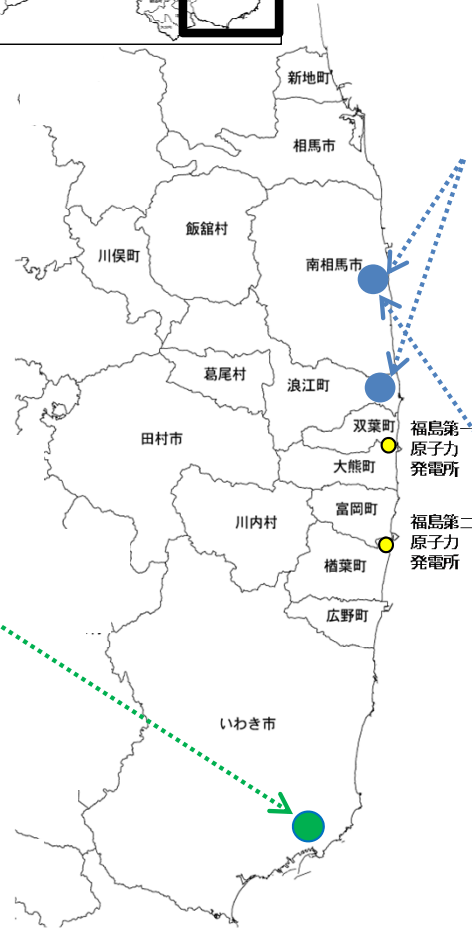 新地町
相馬市
飯舘村
川俣町
南相馬市
葛尾村
浪江町
双葉町
福島第一
原子力
発電所
田村市
大熊町
富岡町
川内村
福島第二
原子力
発電所
楢葉町
広野町
いわき市